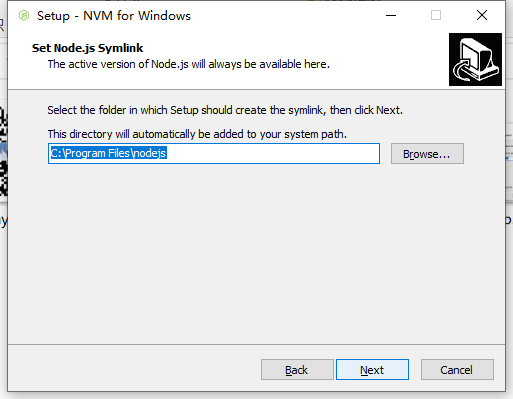 Setup - NVM for Windows
Set Node.js Symlink
The active version of Node.js will always be available here.
Select the folder in which Setup should create the symlink, then click Next.
This directory will automatically be added to your system path.
C:\Program Files\nodejs
Browse...
Back
Next
Cancel